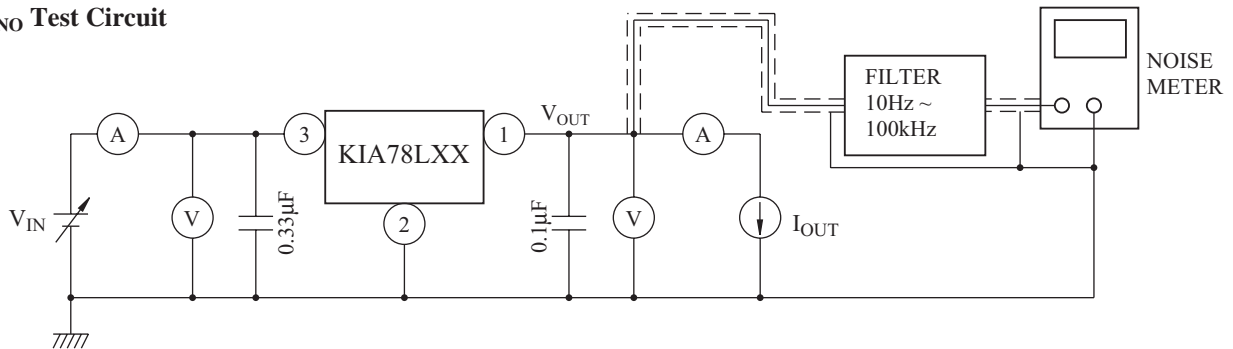 NO Test Circuit
NOISE
METER
FILTER
10Hz ~
100kHz
VOUT
A
3
KIA78LXX
1
A
VIN
V
0.33μF
2
0.1μF
V
IOUT